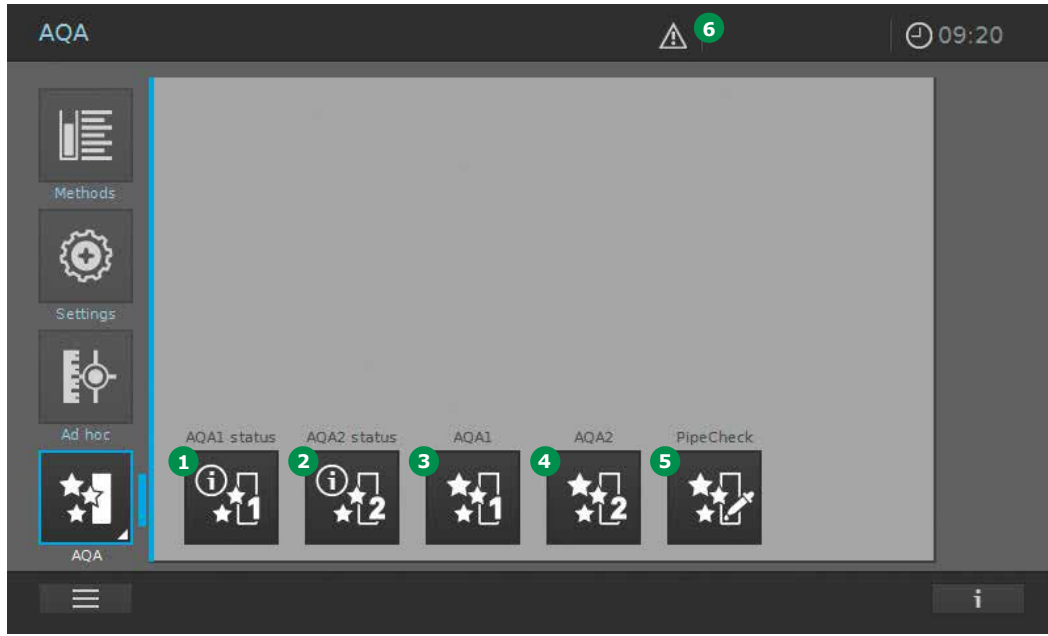 AQA
6
09:20
Methods
Settings
Ad hoc
AQA
AQA1 status
AQA2 status
AQA1
AQA2
PipeCheck
1
2
3
4
5
i 1
i 2
1
2
i